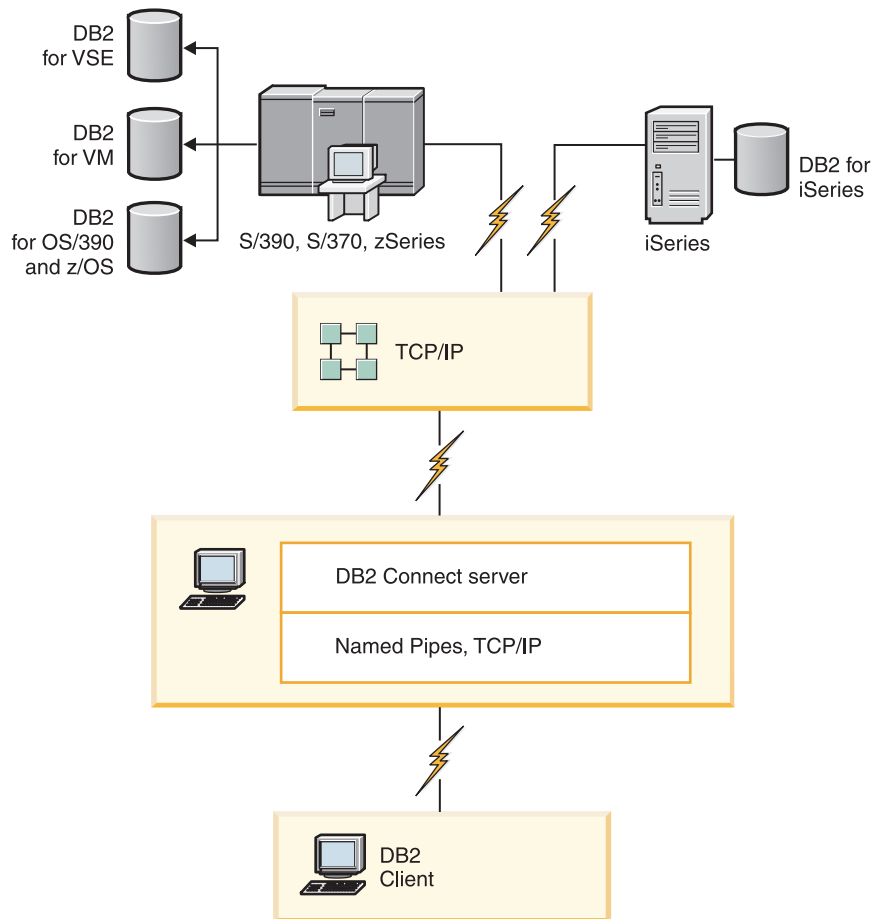 DB2
for VSE
DB2
for VM
DB2
for OS/390
and z/OS
S/390, S/370, zSeries
iSeries
DB2 for
iSeries
TCP/IP
DB2 Connect server
Named Pipes, TCP/IP
DB2
Client